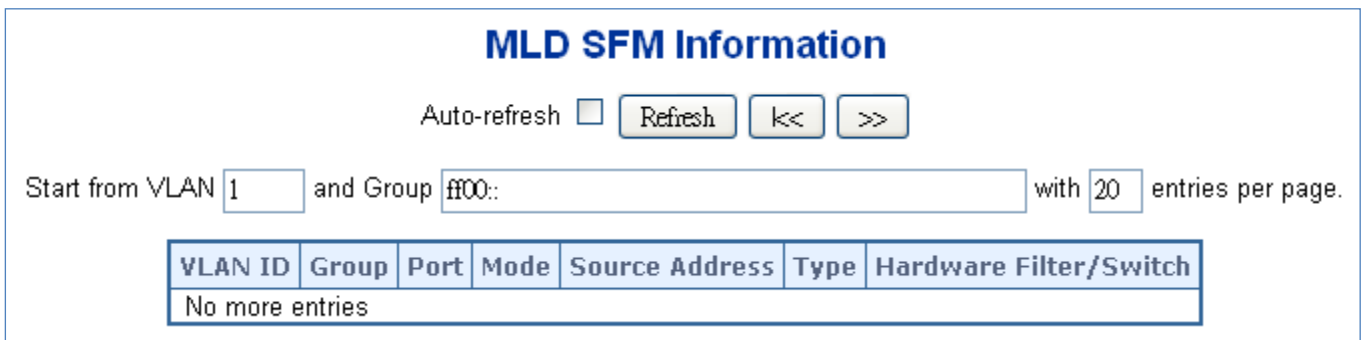 MLD SFM Information
Auto-refresh Refresh |<< >>
Start from VLAN 1 and Group ff00:: with 20 entries per page.
VLAN ID Group Port Mode Source Address Type Hardware Filter/Switch
No more entries